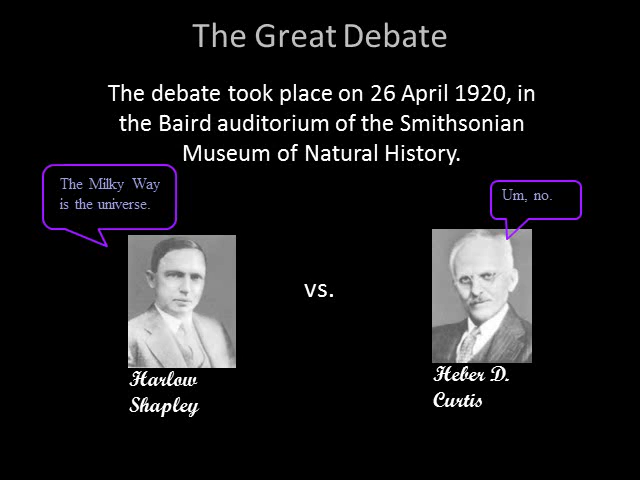 The Great Debate
The debate took place on 26 April 1920, in
the Baird auditorium of the Smithsonian
Museum of Natural History.
The Milky Way
is the universe.
Um, no.
vs.
Harlow
Shapley
Heber D.
Curtis